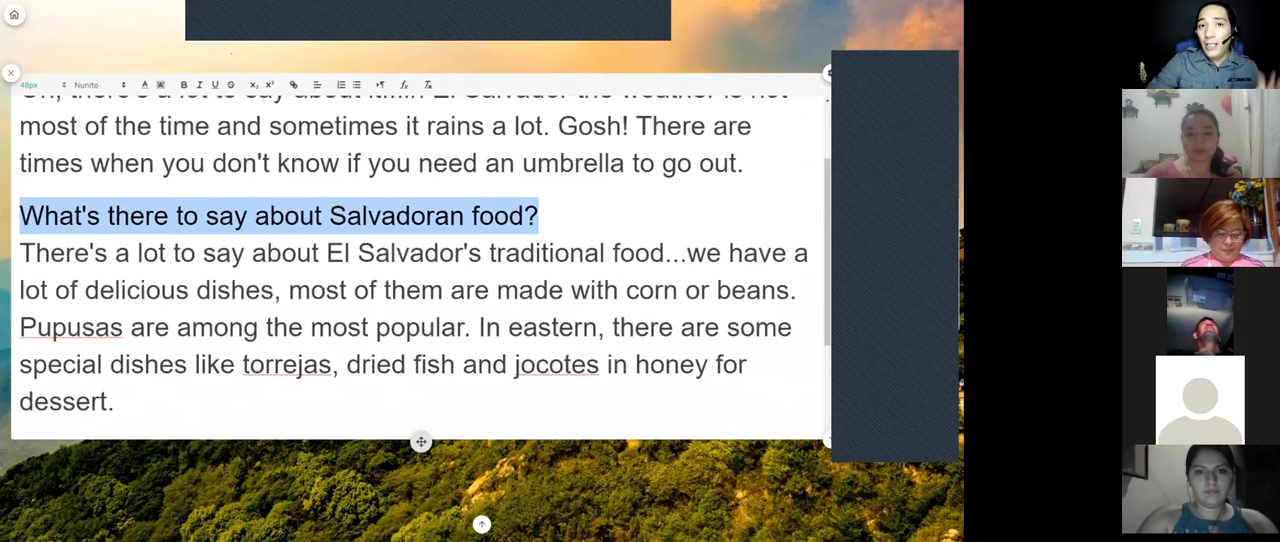 48px Nunito
most of the time and sometimes it rains a lot. Gosh! There are
times when you don't know if you need an umbrella to go out.
What's there to say about Salvadoran food?
There's a lot to say about El Salvador's traditional food...we have a
lot of delicious dishes, most of them are made with corn or beans.
Pupusas are among the most popular. In eastern, there are some
special dishes like torrejas, dried fish and jocotes in honey for
dessert.